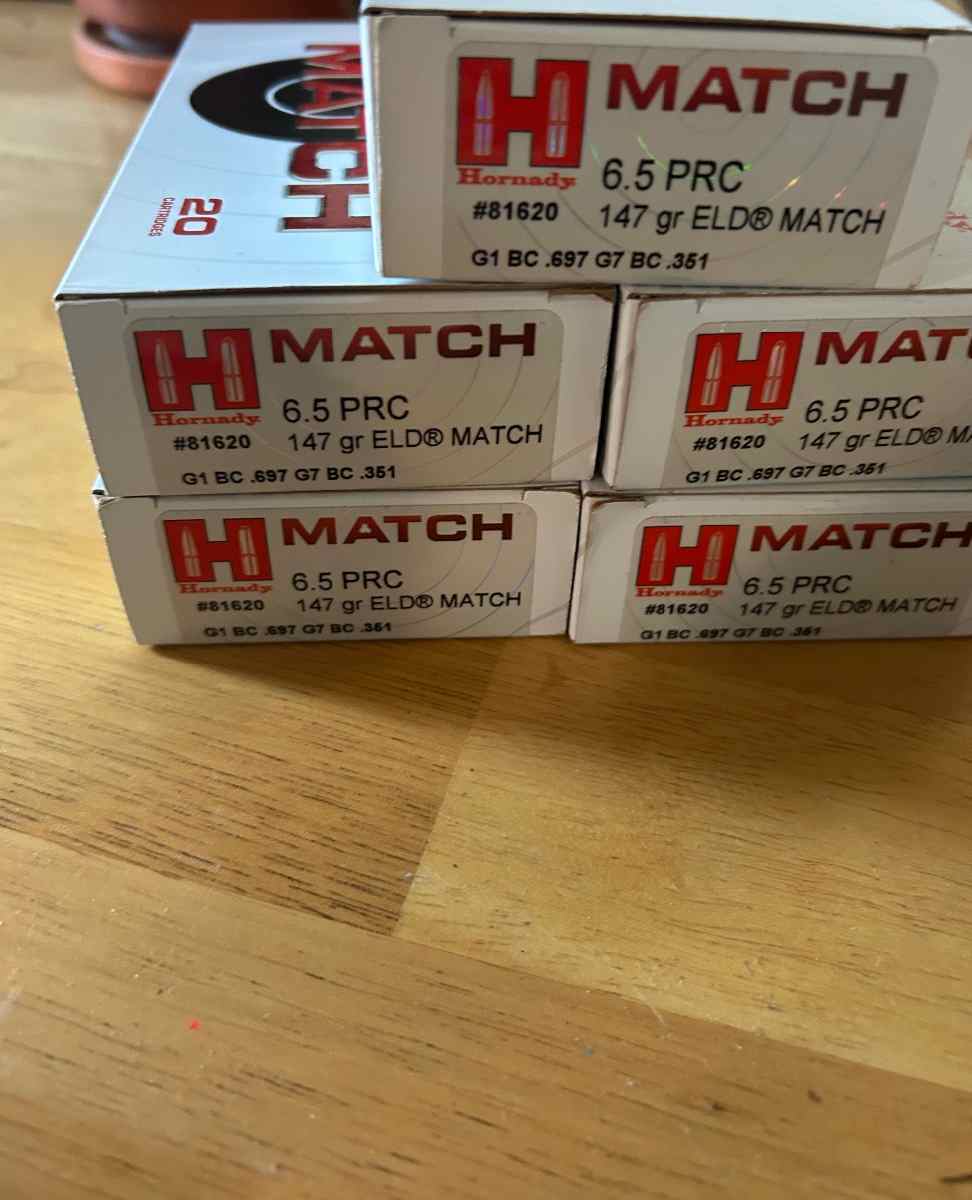 MATCH
20
CARTRIDGES
MATCH
Hornady
6.5 PRC
#81620 147 gr ELD® MATCH
G1 BC .697 G7 BC .351
MATCH
Hornady
6.5 PRC
#81620 147 gr ELD® MATCH
G1 BC .697 G7 BC .351
MAT
Hornady
6.5 PRC
#81620 147 gr ELD® MA
G1 BC .697 G7 BC .351
MATCH
Hornady
6.5 PRC
#81620 147 gr ELD® MATCH
G1 BC .697 G7 BC .351
MATCH
Hornady
6.5 PRC
#81620 147 gr ELD® MATCH
G1 BC .697 G7 BC .351